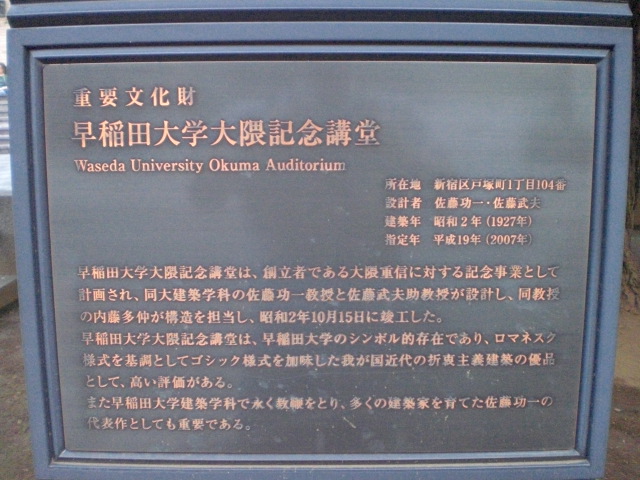 重要文化財
早稲田大学大隈記念講堂
Waseda University Okuma Auditorium
所在地 新宿区戸塚町1丁目104番
設計者 佐藤功一・佐藤武夫
建築年 昭和2年(1927年)
指定年 平成19年(2007年)
早稲田大学大隈記念講堂は、創立者である大隈重信に対する記念事業として
計画され、同大建築学科の佐藤功一教授と佐藤武夫助教授が設計し、同教授
の内藤多仲が構造を担当し、昭和2年10月15日に竣工した。
早稲田大学大隈記念講堂は、早稲田大学のシンボル的存在であり、ロマネスク
様式を基調としてゴシック様式を加味した我が国近代の折衷主義建築の優品
として、高い評価がある。
また早稲田大学建築学科で永く教鞭をとり、多くの建築家を育てた佐藤功一の
代表作としても重要である。